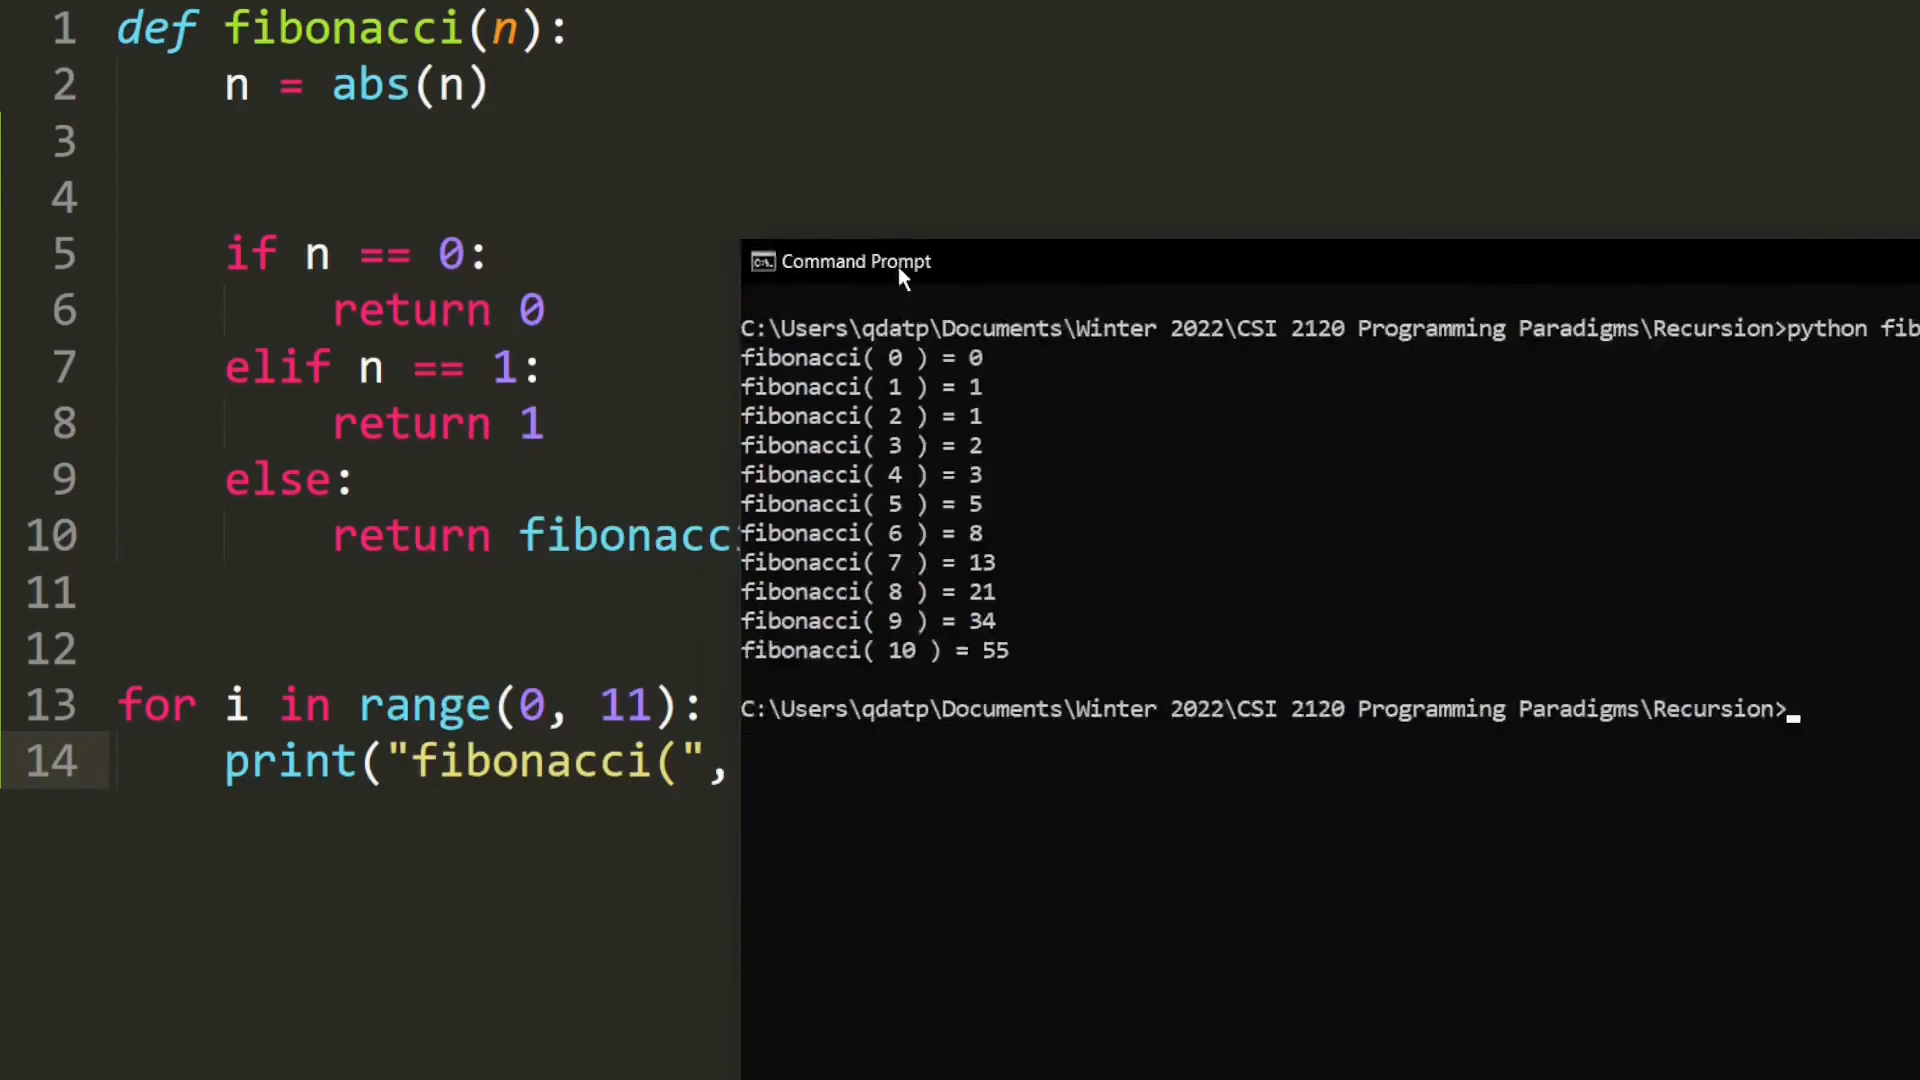 1 def fibonacci(n):
2 n = abs(n)
3
4
5 if n == 0:
6 return 0
7 elif n == 1:
8 return 1
9 else:
10 return fibonacc
11
12
13 for i in range(0, 11):
14 print("fibonacci(",
Command Prompt
C:\Users\qdatp\Documents\Winter 2022\CSI 2120 Programming Paradigms\Recursion>python fib
fibonacci( 0 ) = 0
fibonacci( 1 ) = 1
fibonacci( 2 ) = 1
fibonacci( 3 ) = 2
fibonacci( 4 ) = 3
fibonacci( 5 ) = 5
fibonacci( 6 ) = 8
fibonacci( 7 ) = 13
fibonacci( 8 ) = 21
fibonacci( 9 ) = 34
fibonacci( 10 ) = 55
C:\Users\qdatp\Documents\Winter 2022\CSI 2120 Programming Paradigms\Recursion>